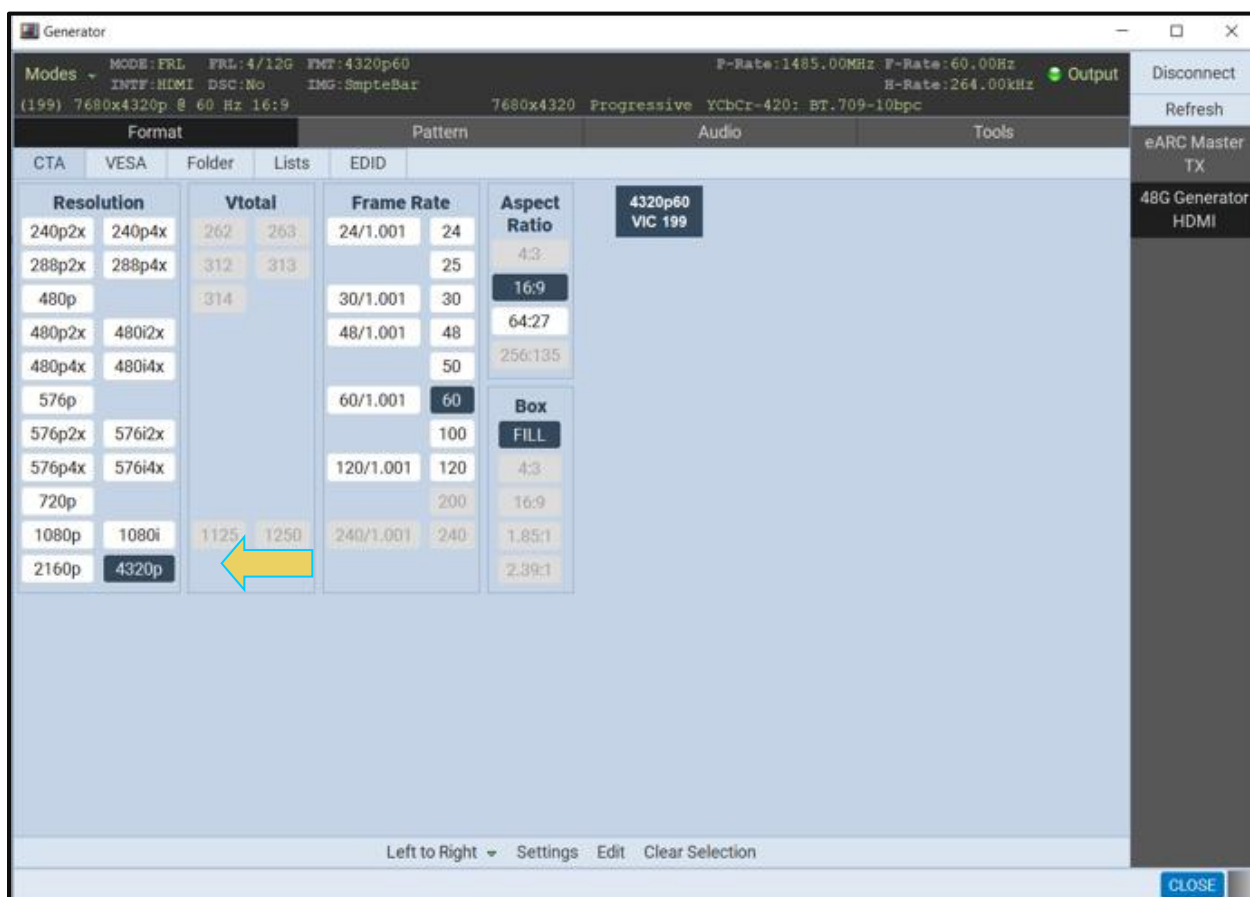 Generator
Modes MODE:FRL FRL:4/12G FMT:4320p60 P-Rate:1485.00MHz F-Rate:60.00Hz Output
INTF:HDMI DSC:No IMG:SmpteBar H-Rate:264.00kHz
(199) 7680x4320p @ 60 Hz 16:9 7680x4320 Progressive YCbCr-420: BT.709-10bpc
Disconnect
Refresh
eARC Master
TX
48G Generator
HDMI
Format Pattern Audio Tools
CTA VESA Folder Lists EDID
Resolution
240p2x 240p4x
288p2x 288p4x
480p
480p2x 480i2x
480p4x 480i4x
576p
576p2x 576i2x
576p4x 576i4x
720p
1080p 1080i
2160p 4320p
Vtotal
262 263
312 313
314
1125 1250
Frame Rate
24/1.001 24
25
30/1.001 30
48/1.001 48
50
60/1.001 60
100
120/1.001 120
200
240/1.001 240
Aspect
Ratio
4:3
16:9
64:27
256:135
Box
FILL
4:3
16:9
1.85:1
2.39:1
4320p60
VIC 199
Left to Right Settings Edit Clear Selection
CLOSE